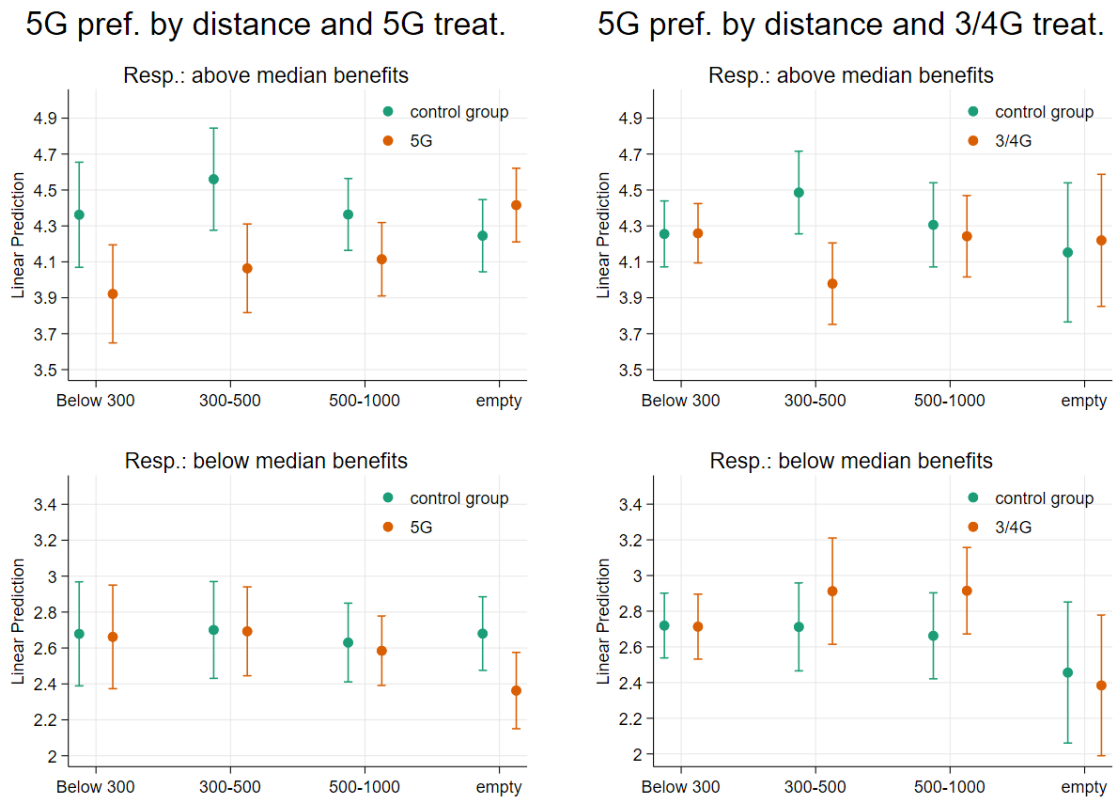 5G pref. by distance and 5G treat.
Resp.: above median benefits
control group
5G
Linear Prediction
4.9
4.7
4.5
4.3
4.1
3.9
3.7
3.5
Below 300
300-500
500-1000
empty
5G pref. by distance and 3/4G treat.
Resp.: above median benefits
control group
3/4G
Linear Prediction
4.9
4.7
4.5
4.3
4.1
3.9
3.7
3.5
Below 300
300-500
500-1000
empty
Resp.: below median benefits
control group
5G
Linear Prediction
3.4
3.2
3
2.8
2.6
2.4
2.2
2
Below 300
300-500
500-1000
empty
Resp.: below median benefits
control group
3/4G
Linear Prediction
3.4
3.2
3
2.8
2.6
2.4
2.2
2
Below 300
300-500
500-1000
empty